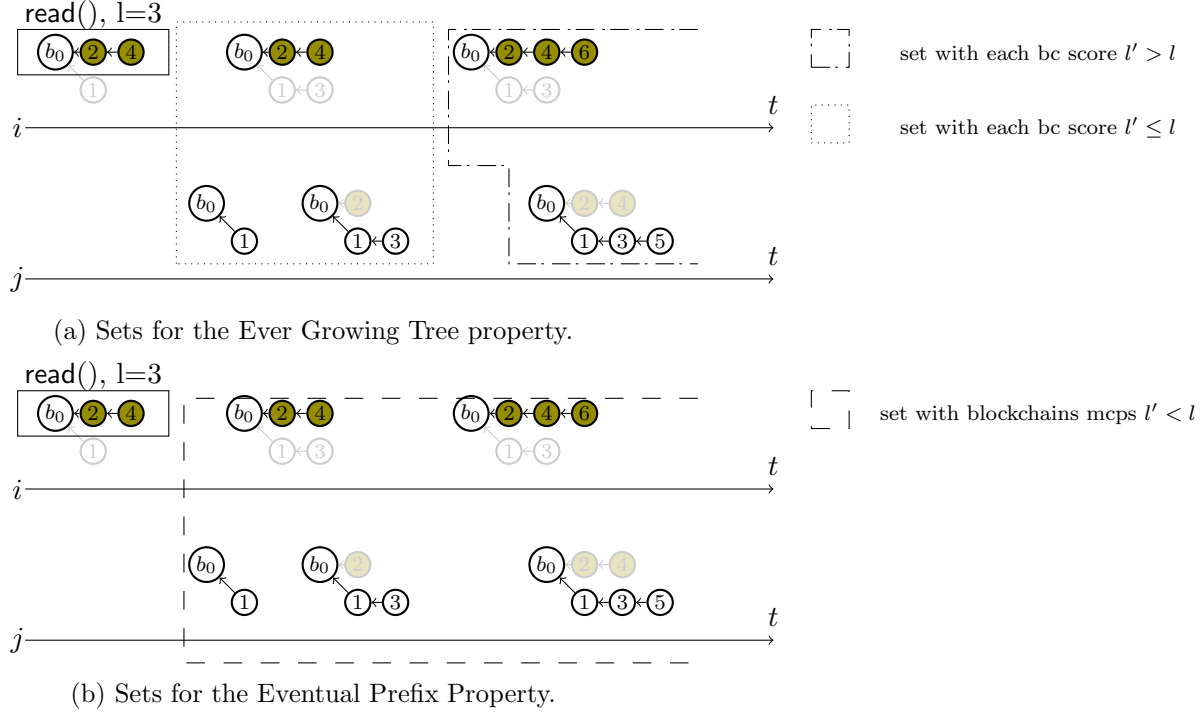 read(), l=3
b0 2 4 b0 2 4 b0 2 4 6 set with each bc score l′ > l
1 1 3 1 3
t
i set with each bc score l′ ≤ l
b0 b0 2 b0 2 4
1 1 3 1 3 5
t
j
(a) Sets for the Ever Growing Tree property.
read(), l=3
b0 2 4 b0 2 4 b0 2 4 6 set with blockchains mcps l′ < l
1 1 3 1 3
t
i
b0 b0 2 b0 2 4
1 1 3 1 3 5
t
j
(b) Sets for the Eventual Prefix Property.